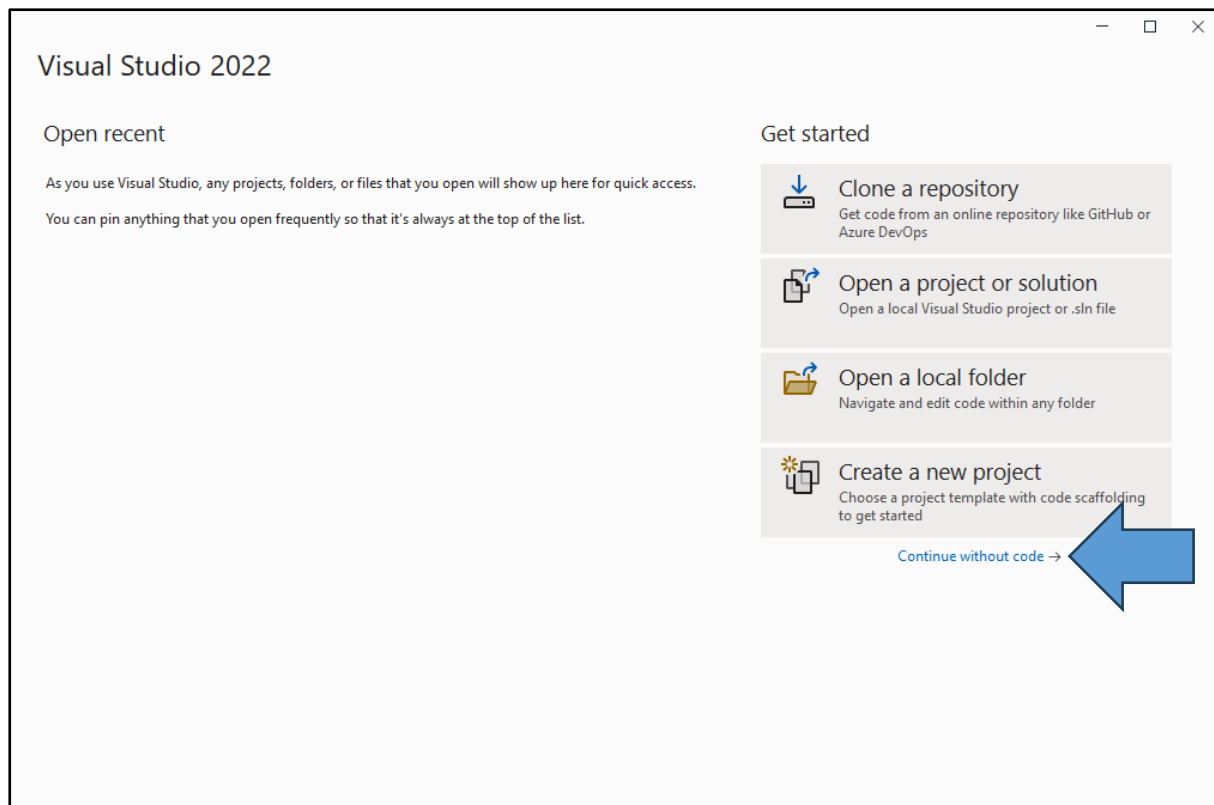 Visual Studio 2022
Open recent
As you use Visual Studio, any projects, folders, or files that you open will show up here for quick access.
You can pin anything that you open frequently so that it's always at the top of the list.
Get started
Clone a repository
Get code from an online repository like GitHub or
Azure DevOps
Open a project or solution
Open a local Visual Studio project or .sln file
Open a local folder
Navigate and edit code within any folder
Create a new project
Choose a project template with code scaffolding
to get started
Continue without code →